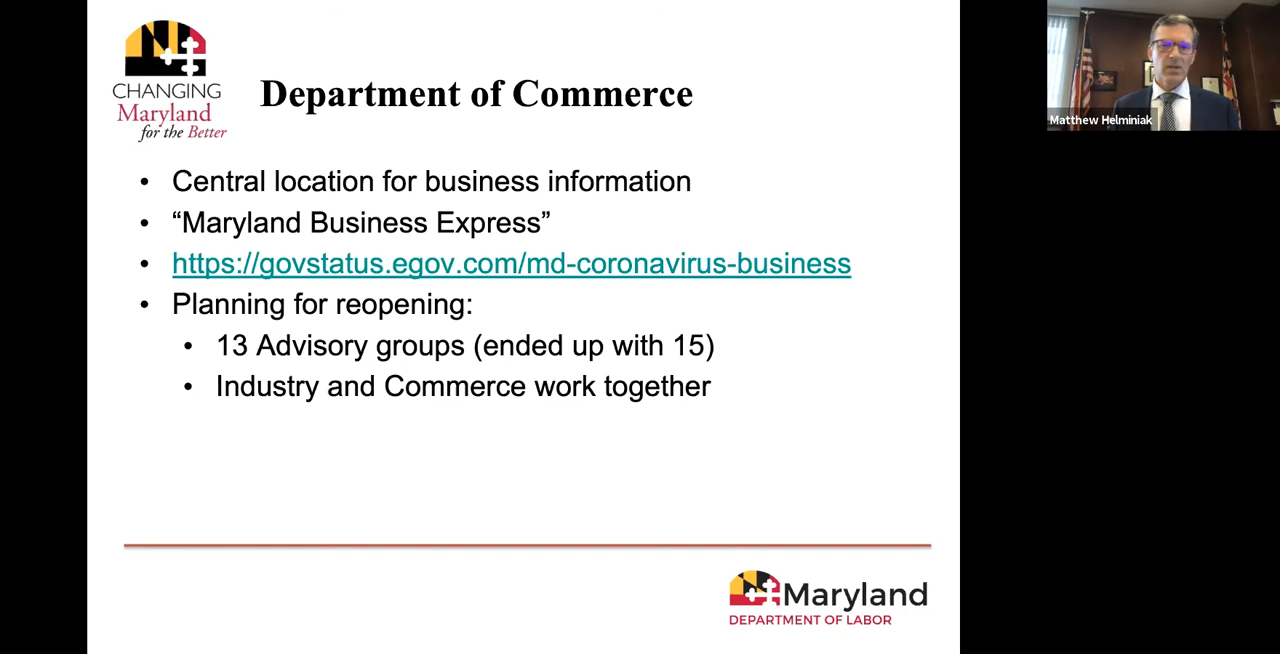 CHANGING
Maryland
for the Better
Department of Commerce
• Central location for business information
• “Maryland Business Express”
• https://govstatus.egov.com/md-coronavirus-business
• Planning for reopening:
• 13 Advisory groups (ended up with 15)
• Industry and Commerce work together
Maryland
DEPARTMENT OF LABOR
Matthew Helminiak